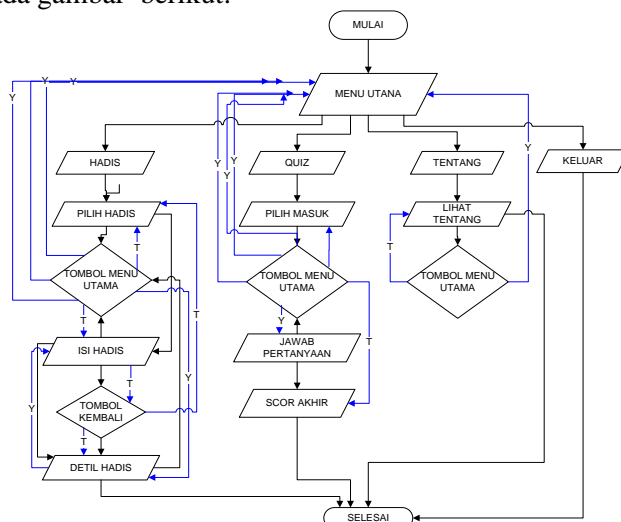 ada gambar berikut:
MULAI
MENU UTANA
HADIS
QUIZ
TENTANG
KELUAR
PILIH HADIS
PILIH MASUK
LIHAT
TENTANG
TOMBOL MENU
UTAMA
TOMBOL MENU
UTAMA
TOMBOL MENU
UTAMA
ISI HADIS
JAWAB
PERTANYAAN
TOMBOL
KEMBALI
SCOR AKHIR
DETIL HADIS
SELESAI
Y
Y
Y
Y
Y
Y
Y
T
T
T
T
Y
T
T
Y
T
Y
T